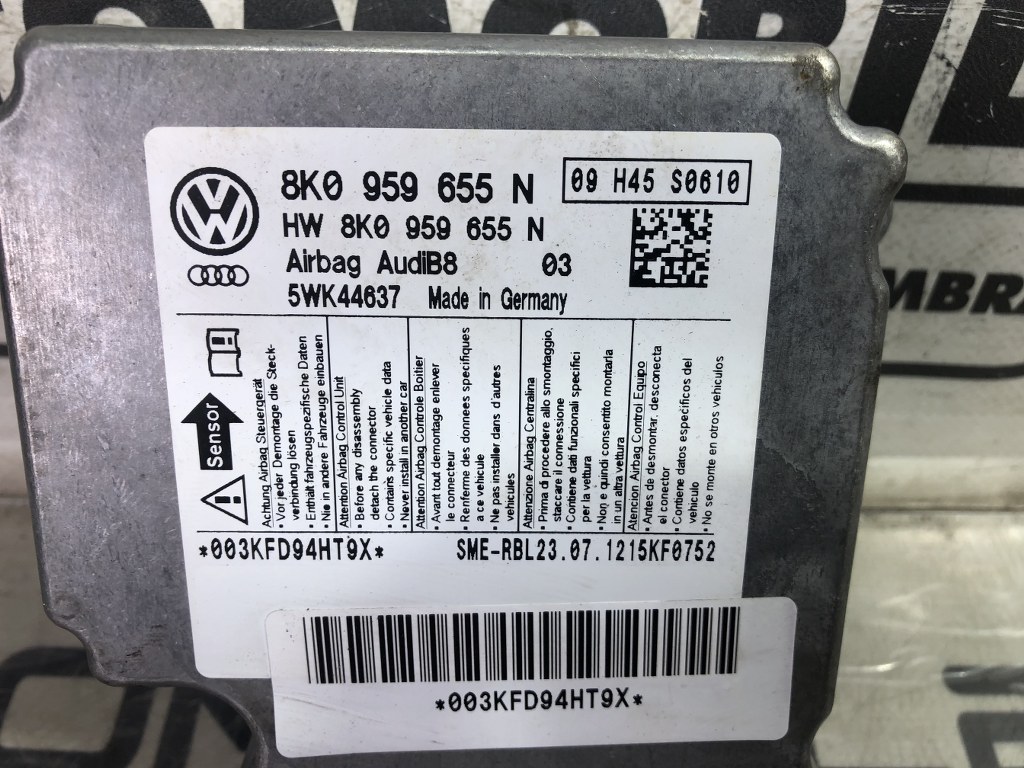 8K0 959 655 N
09 H45 S0610
HW 8K0 959 655 N
Airbag AudiB8 03
5WK44637 Made in Germany
Sensor
Achtung Airbag Steuergerät
• Vor jeder Demontage die Steck-
verbindung lösen
• Enthält fahrzeugspezifische Daten
• Nie in andere Fahrzeuge einbauen
Attention Airbag Control Unit
• Before any disassembly
detach the connector
• Contains specific vehicle data
• Never install in another car
Attention Airbag Controle Boitier
• Avant tout demontage enlever
le connecteur
• Renferme des donnees specifiques
a ce vehicule
• Ne pas installer dans d'autres
vehicules
Attenzione Airbag Centralina
• Prima di procedere allo smontaggio,
staccare il connessione
• Contiene dati funzionali specifici
per la vettura
• Non e quindi consentito montarla
in un altra vettura
Atencion Airbag Control Equipo
• Antes de desmontar, desconecta
el conector
• Contiene datos especificos del
vehiculo
• No se monte en otros vehiculos
*003KFD94HT9X* SME-RBL23.07.1215KF0752
*003KFD94HT9X*